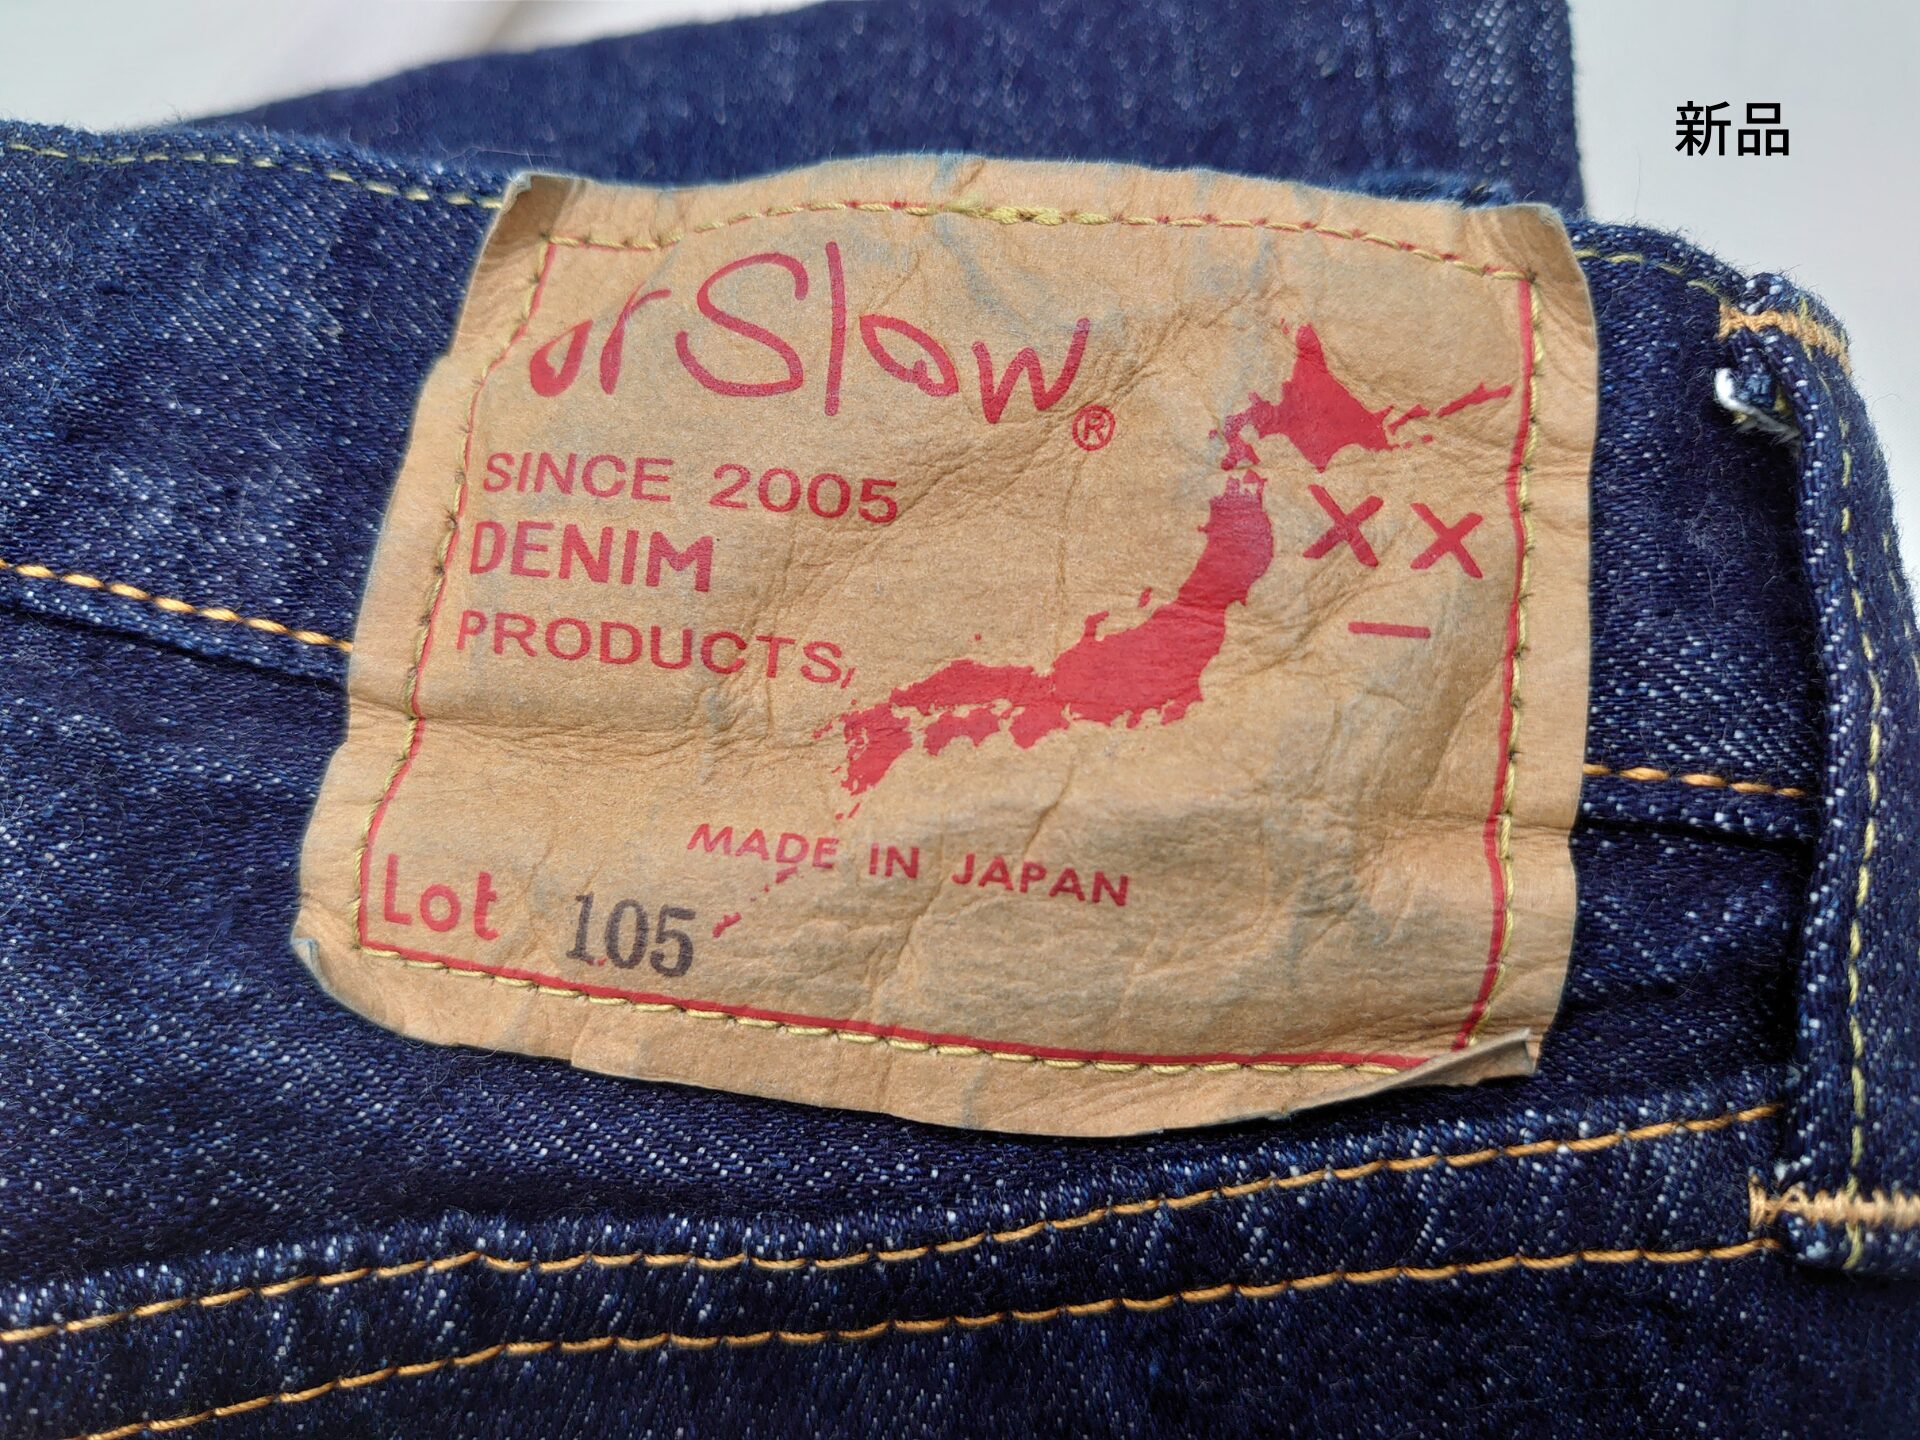 新品
orSlow®
SINCE 2005
DENIM
PRODUCTS,
XX
MADE IN JAPAN
Lot 105